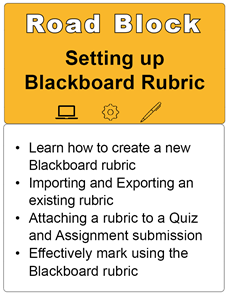 Road Block
Setting up
Blackboard Rubric
• Learn how to create a new
Blackboard rubric
• Importing and Exporting an
existing rubric
• Attaching a rubric to a Quiz
and Assignment submission
• Effectively mark using the
Blackboard rubric